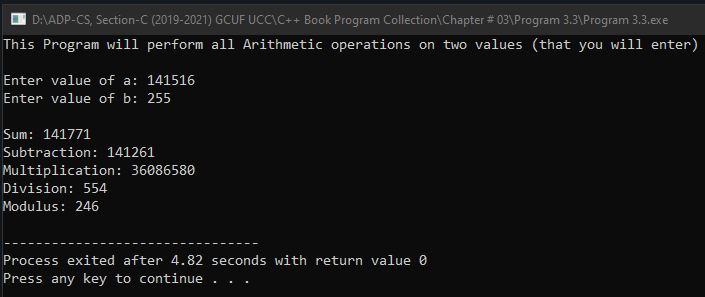 D:\ADP-CS, Section-C (2019-2021) GCUF UCC\C++ Book Program Collection\Chapter # 03\Program 3.3\Program 3.3.exe
This Program will perform all Arithmetic operations on two values (that you will enter)
Enter value of a: 141516
Enter value of b: 255
Sum: 141771
Subtraction: 141261
Multiplication: 36086580
Division: 554
Modulus: 246
--------------------------------
Process exited after 4.82 seconds with return value 0
Press any key to continue . . .